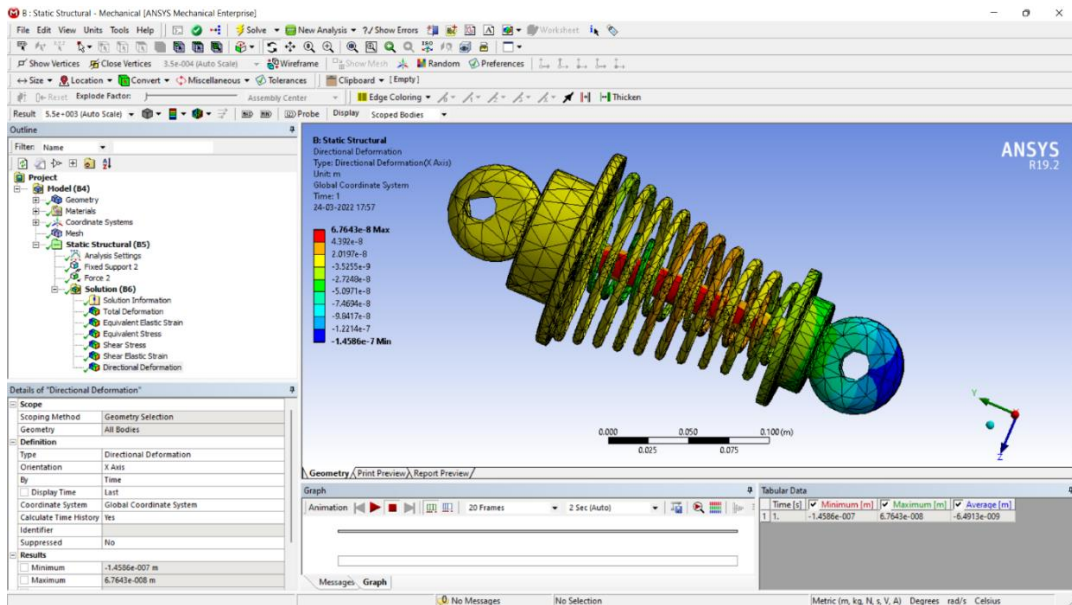 B : Static Structural - Mechanical [ANSYS Mechanical Enterprise]
File Edit View Units Tools Help Solve New Analysis ?/ Show Errors Worksheet
Show Vertices Close Vertices 3.5e-004 (Auto Scale) Wireframe Show Mesh Random Preferences
Size Location Convert Miscellaneous Tolerances Clipboard [Empty]
Reset Explode Factor: Assembly Center Edge Coloring Thicken
Result 5.5e+003 (Auto Scale) Probe Display Scoped Bodies
Outline
Filter: Name
Project
Model (B4)
Geometry
Materials
Coordinate Systems
Mesh
Static Structural (B5)
Analysis Settings
Fixed Support 2
Force 2
Solution (B6)
Solution Information
Total Deformation
Equivalent Elastic Strain
Equivalent Stress
Shear Stress
Shear Elastic Strain
Directional Deformation
Details of "Directional Deformation"
Scope
Scoping Method Geometry Selection
Geometry All Bodies
Definition
Type Directional Deformation
Orientation X Axis
By Time
Display Time Last
Coordinate System Global Coordinate System
Calculate Time History Yes
Identifier
Suppressed No
Results
Minimum -1.4586e-007 m
Maximum 6.7643e-008 m
B: Static Structural
Directional Deformation
Type: Directional Deformation(X Axis)
Unit: m
Global Coordinate System
Time: 1
24-03-2022 17:57
6.7643e-8 Max
4.392e-8
2.0197e-8
-3.5255e-9
-2.7248e-8
-5.0971e-8
-7.4694e-8
-9.8417e-8
-1.2214e-7
-1.4586e-7 Min
ANSYS
R19.2
Y
Z
0.000 0.050 0.100 (m)
0.025 0.075
Geometry Print Preview Report Preview
Graph
Animation 20 Frames 2 Sec (Auto)
Messages Graph
Tabular Data
Time [s] Minimum [m] Maximum [m] Average [m]
1 1. -1.4586e-007 6.7643e-008 -6.4913e-009
No Messages No Selection Metric (m, kg, N, s, V, A) Degrees rad/s Celsius